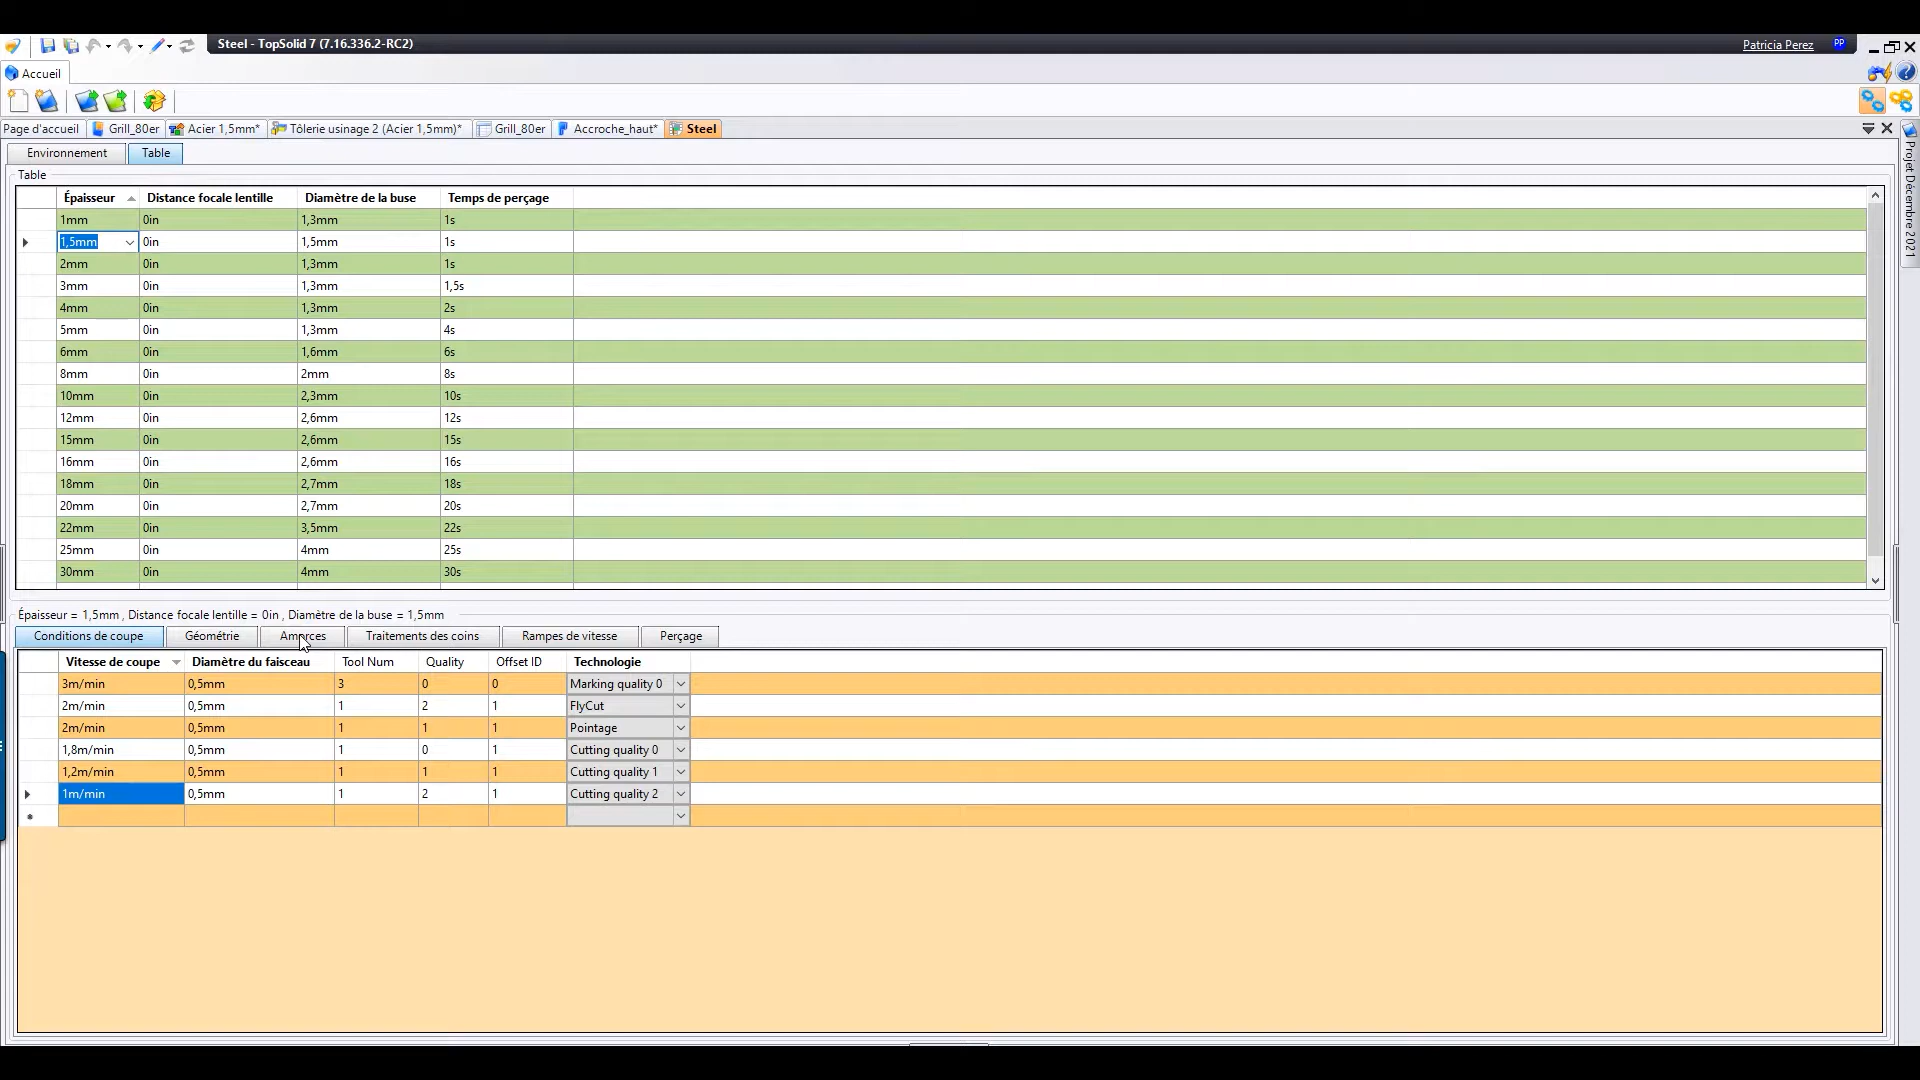 Steel - TopSolid 7 (7.16.336.2-RC2)
Patricia Perez PP
Accueil
Page d'accueil Grill_80er Acier 1,5mm* Tôlerie usinage 2 (Acier 1,5mm)* Grill_80er Accroche_haut* Steel
Projet Décembre 2021
Environnement Table
Table
Épaisseur Distance focale lentille Diamètre de la buse Temps de perçage
1mm 0in 1,3mm 1s
1,5mm 0in 1,5mm 1s
2mm 0in 1,3mm 1s
3mm 0in 1,3mm 1,5s
4mm 0in 1,3mm 2s
5mm 0in 1,3mm 4s
6mm 0in 1,6mm 6s
8mm 0in 2mm 8s
10mm 0in 2,3mm 10s
12mm 0in 2,6mm 12s
15mm 0in 2,6mm 15s
16mm 0in 2,6mm 16s
18mm 0in 2,7mm 18s
20mm 0in 2,7mm 20s
22mm 0in 3,5mm 22s
25mm 0in 4mm 25s
30mm 0in 4mm 30s
Épaisseur = 1,5mm , Distance focale lentille = 0in , Diamètre de la buse = 1,5mm
Conditions de coupe Géométrie Amorces Traitements des coins Rampes de vitesse Perçage
Vitesse de coupe Diamètre du faisceau Tool Num Quality Offset ID Technologie
3m/min 0,5mm 3 0 0 Marking quality 0
2m/min 0,5mm 1 2 1 FlyCut
2m/min 0,5mm 1 1 1 Pointage
1,8m/min 0,5mm 1 0 1 Cutting quality 0
1,2m/min 0,5mm 1 1 1 Cutting quality 1
1m/min 0,5mm 1 2 1 Cutting quality 2